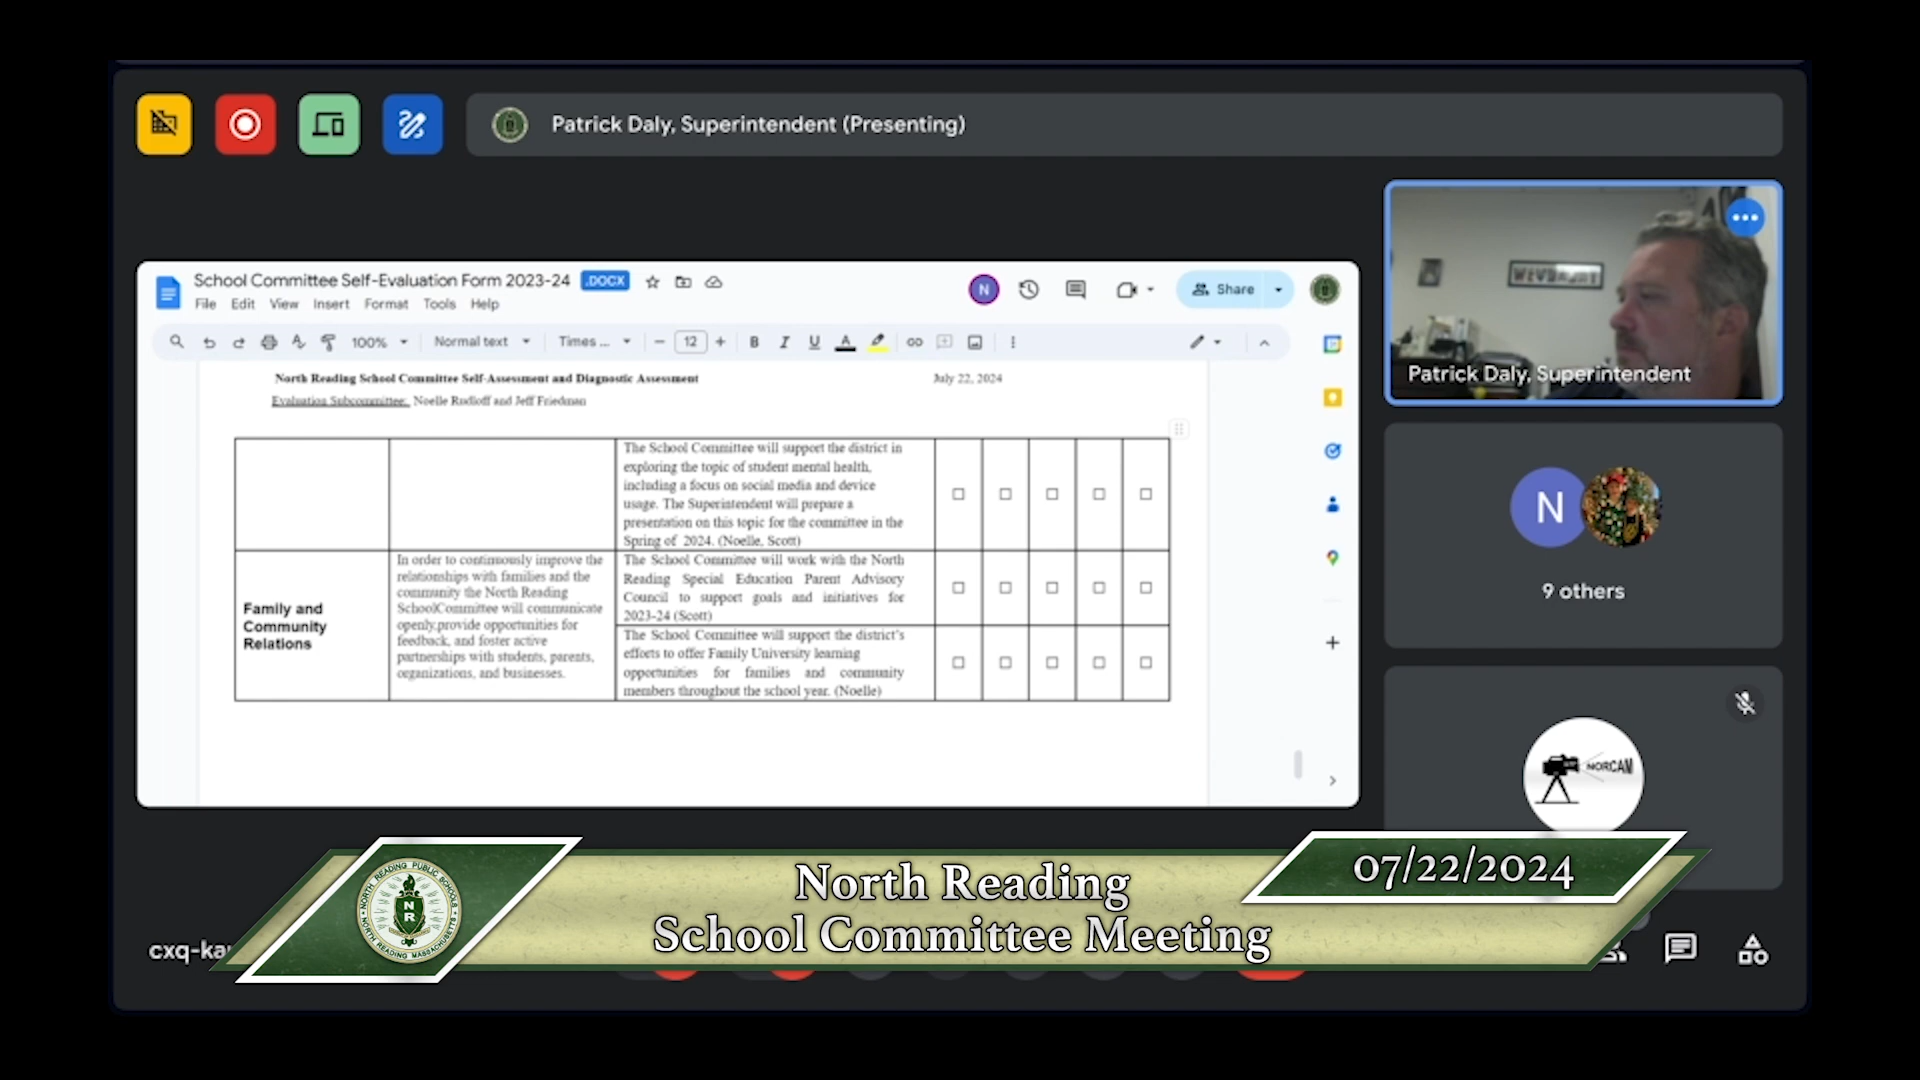 Patrick Daly, Superintendent (Presenting)
School Committee Self-Evaluation Form 2023-24 .DOCX
File Edit View Insert Format Tools Help
N
Share
100% Normal text Times ... 12 B I U A
North Reading School Committee Self-Assessment and Diagnostic Assessment July 22, 2024
Evaluation Subcommittee: Noelle Rudloff and Jeff Friedman
The School Committee will support the district in
exploring the topic of student mental health,
including a focus on social media and device
usage. The Superintendent will prepare a
presentation on this topic for the committee in the
Spring of 2024. (Noelle, Scott)
Family and
Community
Relations
In order to continuously improve the
relationships with families and the
community the North Reading
SchoolCommittee will communicate
openly,provide opportunities for
feedback, and foster active
partnerships with students, parents,
organizations, and businesses.
The School Committee will work with the North
Reading Special Education Parent Advisory
Council to support goals and initiatives for
2023-24 (Scott)
The School Committee will support the district's
efforts to offer Family University learning
opportunities for families and community
members throughout the school year. (Noelle)
Patrick Daly, Superintendent
N
9 others
NORCAM
07/22/2024
North Reading
School Committee Meeting
NORTH READING PUBLIC SCHOOLS
NORTH READING MASSACHUSETTS
N
R